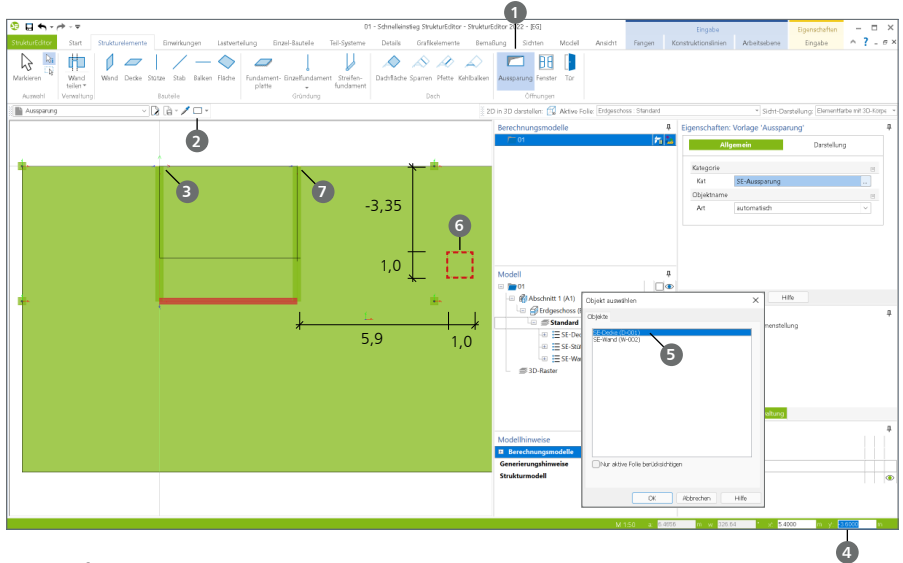 1
01 - Schnelleinstieg StrukturEditor - StrukturEditor 2022 - [EG]
Eingabe
Eigenschaften
StrukturEditor Start Strukturelemente Einwirkungen Lastverteilung Einzel-Bauteile Teil-Systeme Details Grafikelemente Bemaßung Sichten Modell Ansicht Fangen Konstruktionslinien Arbeitsebene Eingabe
Markieren Wand teilen Wand Decke Stütze Stab Balken Fläche Fundament-platte Einzelfundament Streifen-fundament Dachfläche Sparren Pfette Kehlbalken Aussparung Fenster Tür
Auswahl Verwaltung Bauteile Gründung Dach Öffnungen
Aussparung
2D in 3D darstellen: Aktive Folie: Erdgeschoss : Standard Sicht-Darstellung: Elementfarbe mit 3D-Körpe
2
Berechnungsmodelle
01
Eigenschaften: Vorlage 'Aussparung'
Allgemein Darstellung
Kategorie
Kat SE-Aussparung ...
Objektname
Art automatisch
3
7
-3,35
6
1,0
5,9
1,0
Modell
01
Abschnitt 1 (A1)
Erdgeschoss (E
Standard
SE-Dec
SE-Stüt
SE-War
3D-Raster
Objekt auswählen
Objekte
SE-Decke (D-001)
SE-Wand (W-002)
5
Nur aktive Folie berücksichtigen
OK Abbrechen Hilfe
Hilfe
nenstellung
altung
Modellhinweise
Berechnungsmodelle
Generierungshinweise
Strukturmodell
M 1:50 m m x' 5.4000 m y' m
4